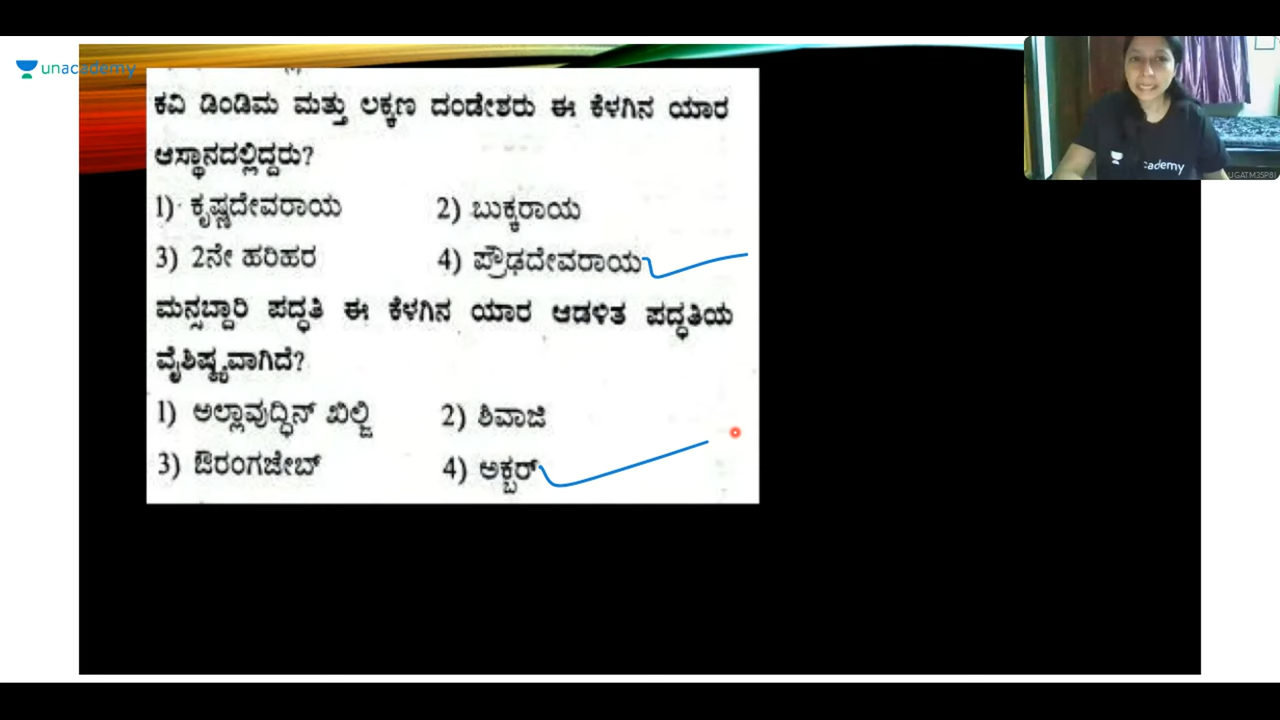 unacademy
ಕವಿ ಡಿಂಡಿಮ ಮತ್ತು ಲಕ್ಕಣ ದಂಡೇಶರು ಈ ಕೆಳಗಿನ ಯಾರ
ಆಸ್ಥಾನದಲ್ಲಿದ್ದರು?
1) ಕೃಷ್ಣದೇವರಾಯ 2) ಬುಕ್ಕರಾಯ
3) 2ನೇ ಹರಿಹರ 4) ಪ್ರೌಢದೇವರಾಯ
ಮನ್ಸಬ್ದಾರಿ ಪದ್ಧತಿ ಈ ಕೆಳಗಿನ ಯಾರ ಆಡಳಿತ ಪದ್ಧತಿಯ
ವೈಶಿಷ್ಟ್ಯವಾಗಿದೆ?
1) ಅಲ್ಲಾವುದ್ಧಿನ್ ಖಿಲ್ಜಿ 2) ಶಿವಾಜಿ
3) ಔರಂಗಜೇಬ್ 4) ಅಕ್ಬರ್
cademy
UGATM35P8I